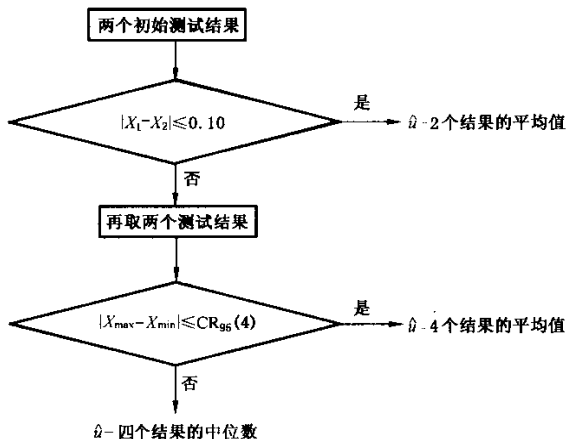 两个初始测试结果
|X₁-X₂|≤0.10
是
û-2个结果的平均值
否
再取两个测试结果
|Xmax-Xmin|≤CR₉₅(4)
是
û-4个结果的平均值
否
û-四个结果的中位数